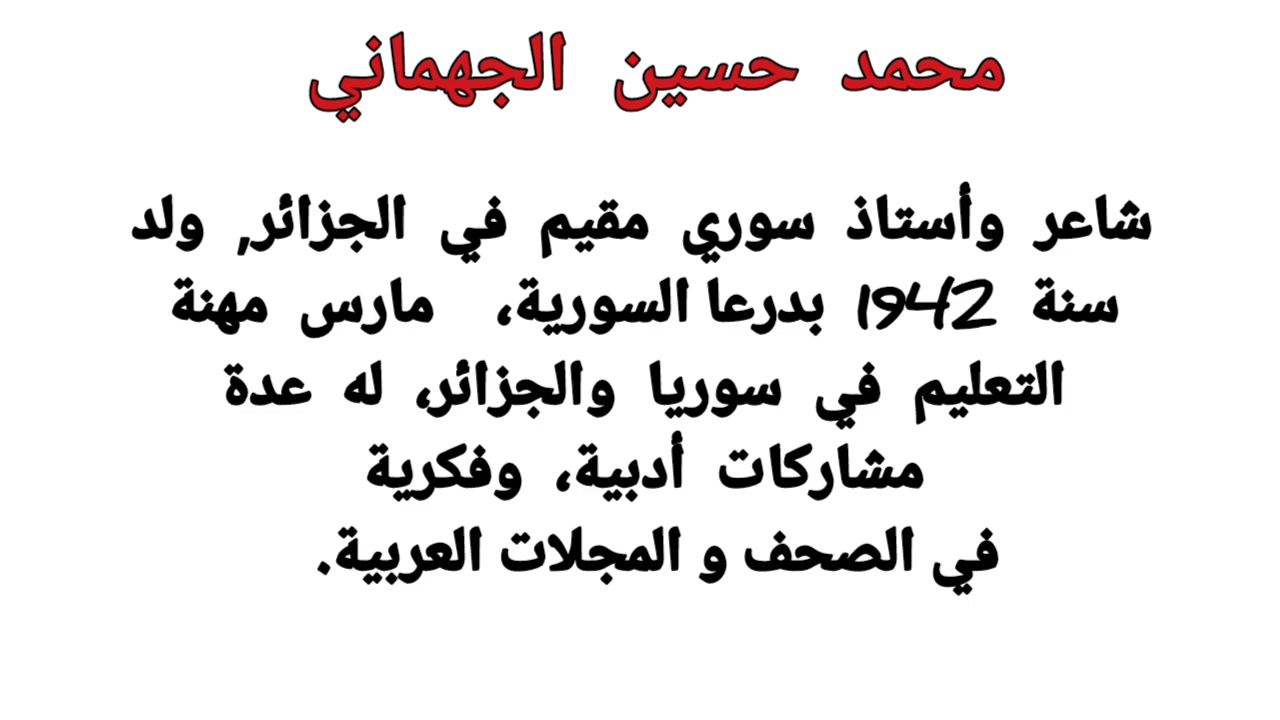 محمد حسين الجهماني
شاعر وأستاذ سوري مقيم في الجزائر, ولد
سنة 1942 بدرعا السورية، مارس مهنة
التعليم في سوريا والجزائر، له عدة
مشاركات أدبية، وفكرية
في الصحف و المجلات العربية.